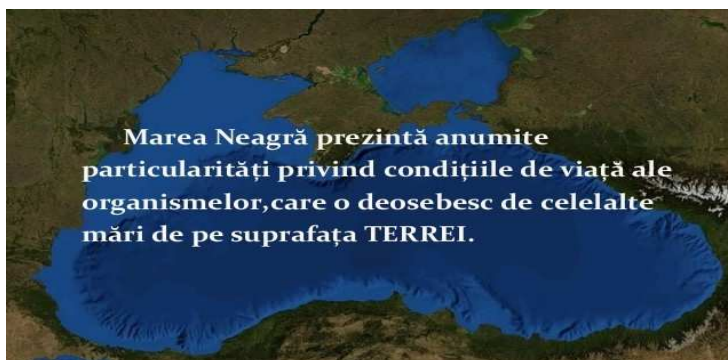 Marea Neagră prezintă anumite
particularități privind condițiile de viață ale
organismelor,care o deosebesc de celelalte
mări de pe suprafața TERREI.